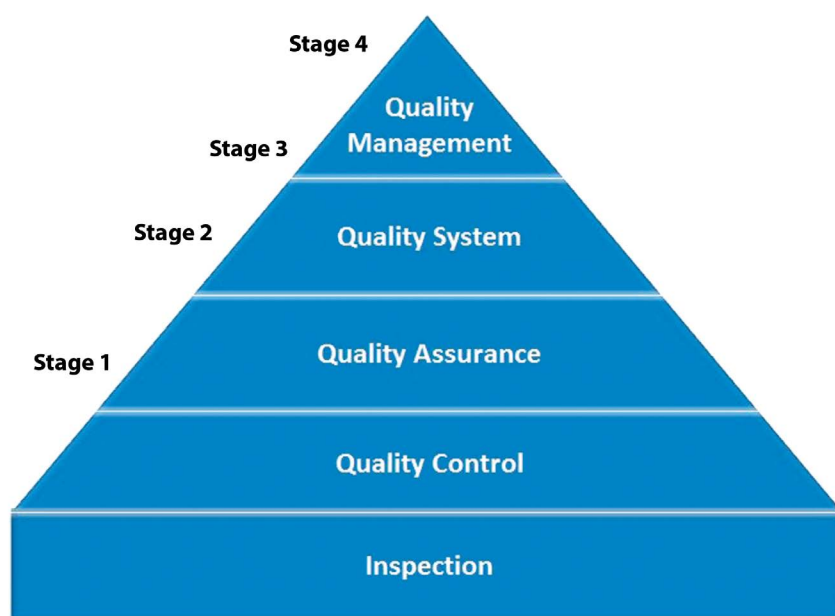 Stage 4
Quality
Management
Stage 3
Stage 2
Quality System
Stage 1
Quality Assurance
Quality Control
Inspection